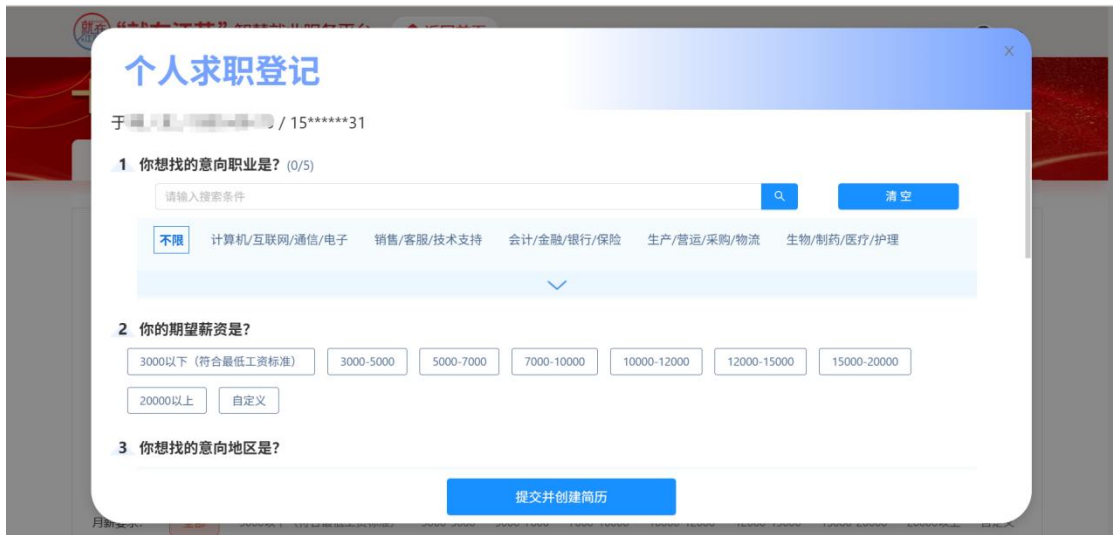 就在
个人求职登记
于 / 15******31
1 你想找的意向职业是? (0/5)
请输入搜索条件
清 空
不限 计算机/互联网/通信/电子 销售/客服/技术支持 会计/金融/银行/保险 生产/营运/采购/物流 生物/制药/医疗/护理
2 你的期望薪资是?
3000以下（符合最低工资标准） 3000-5000 5000-7000 7000-10000 10000-12000 12000-15000 15000-20000
20000以上 自定义
3 你想找的意向地区是?
提交并创建简历